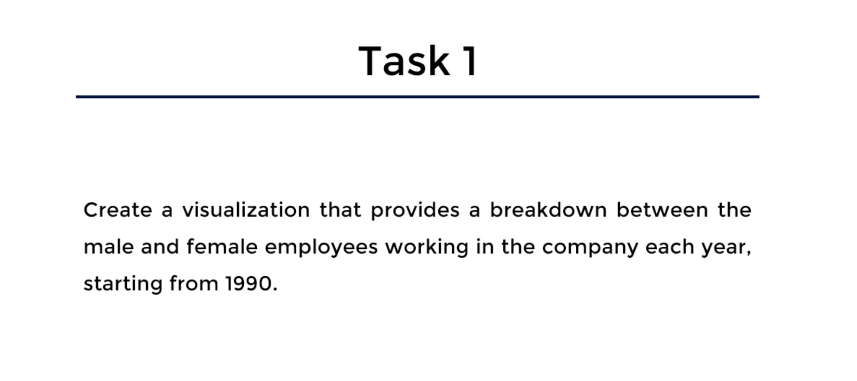 Task 1
Create a visualization that provides a breakdown between the
male and female employees working in the company each year,
starting from 1990.